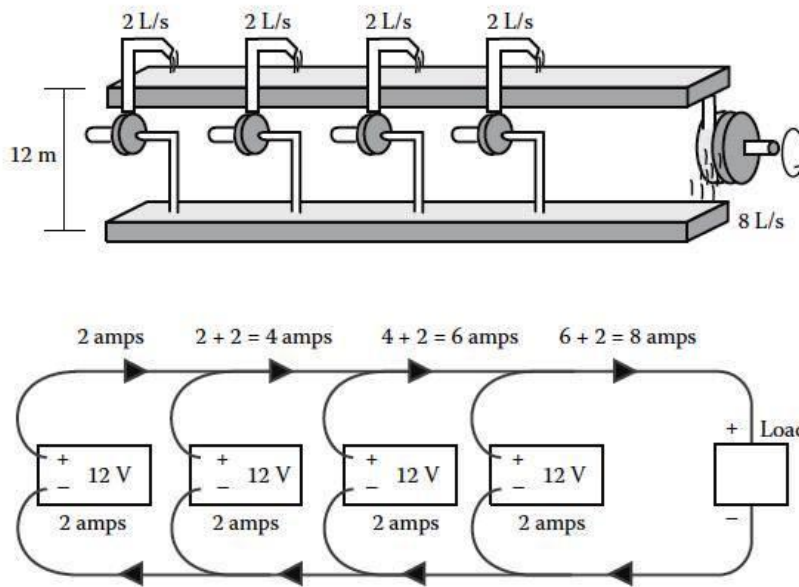 2 L/s 2 L/s 2 L/s 2 L/s
12 m
8 L/s
2 amps 2 + 2 = 4 amps 4 + 2 = 6 amps 6 + 2 = 8 amps
+ Load
+ 12 V + 12 V + 12 V + 12 V
– – – – –
2 amps 2 amps 2 amps 2 amps